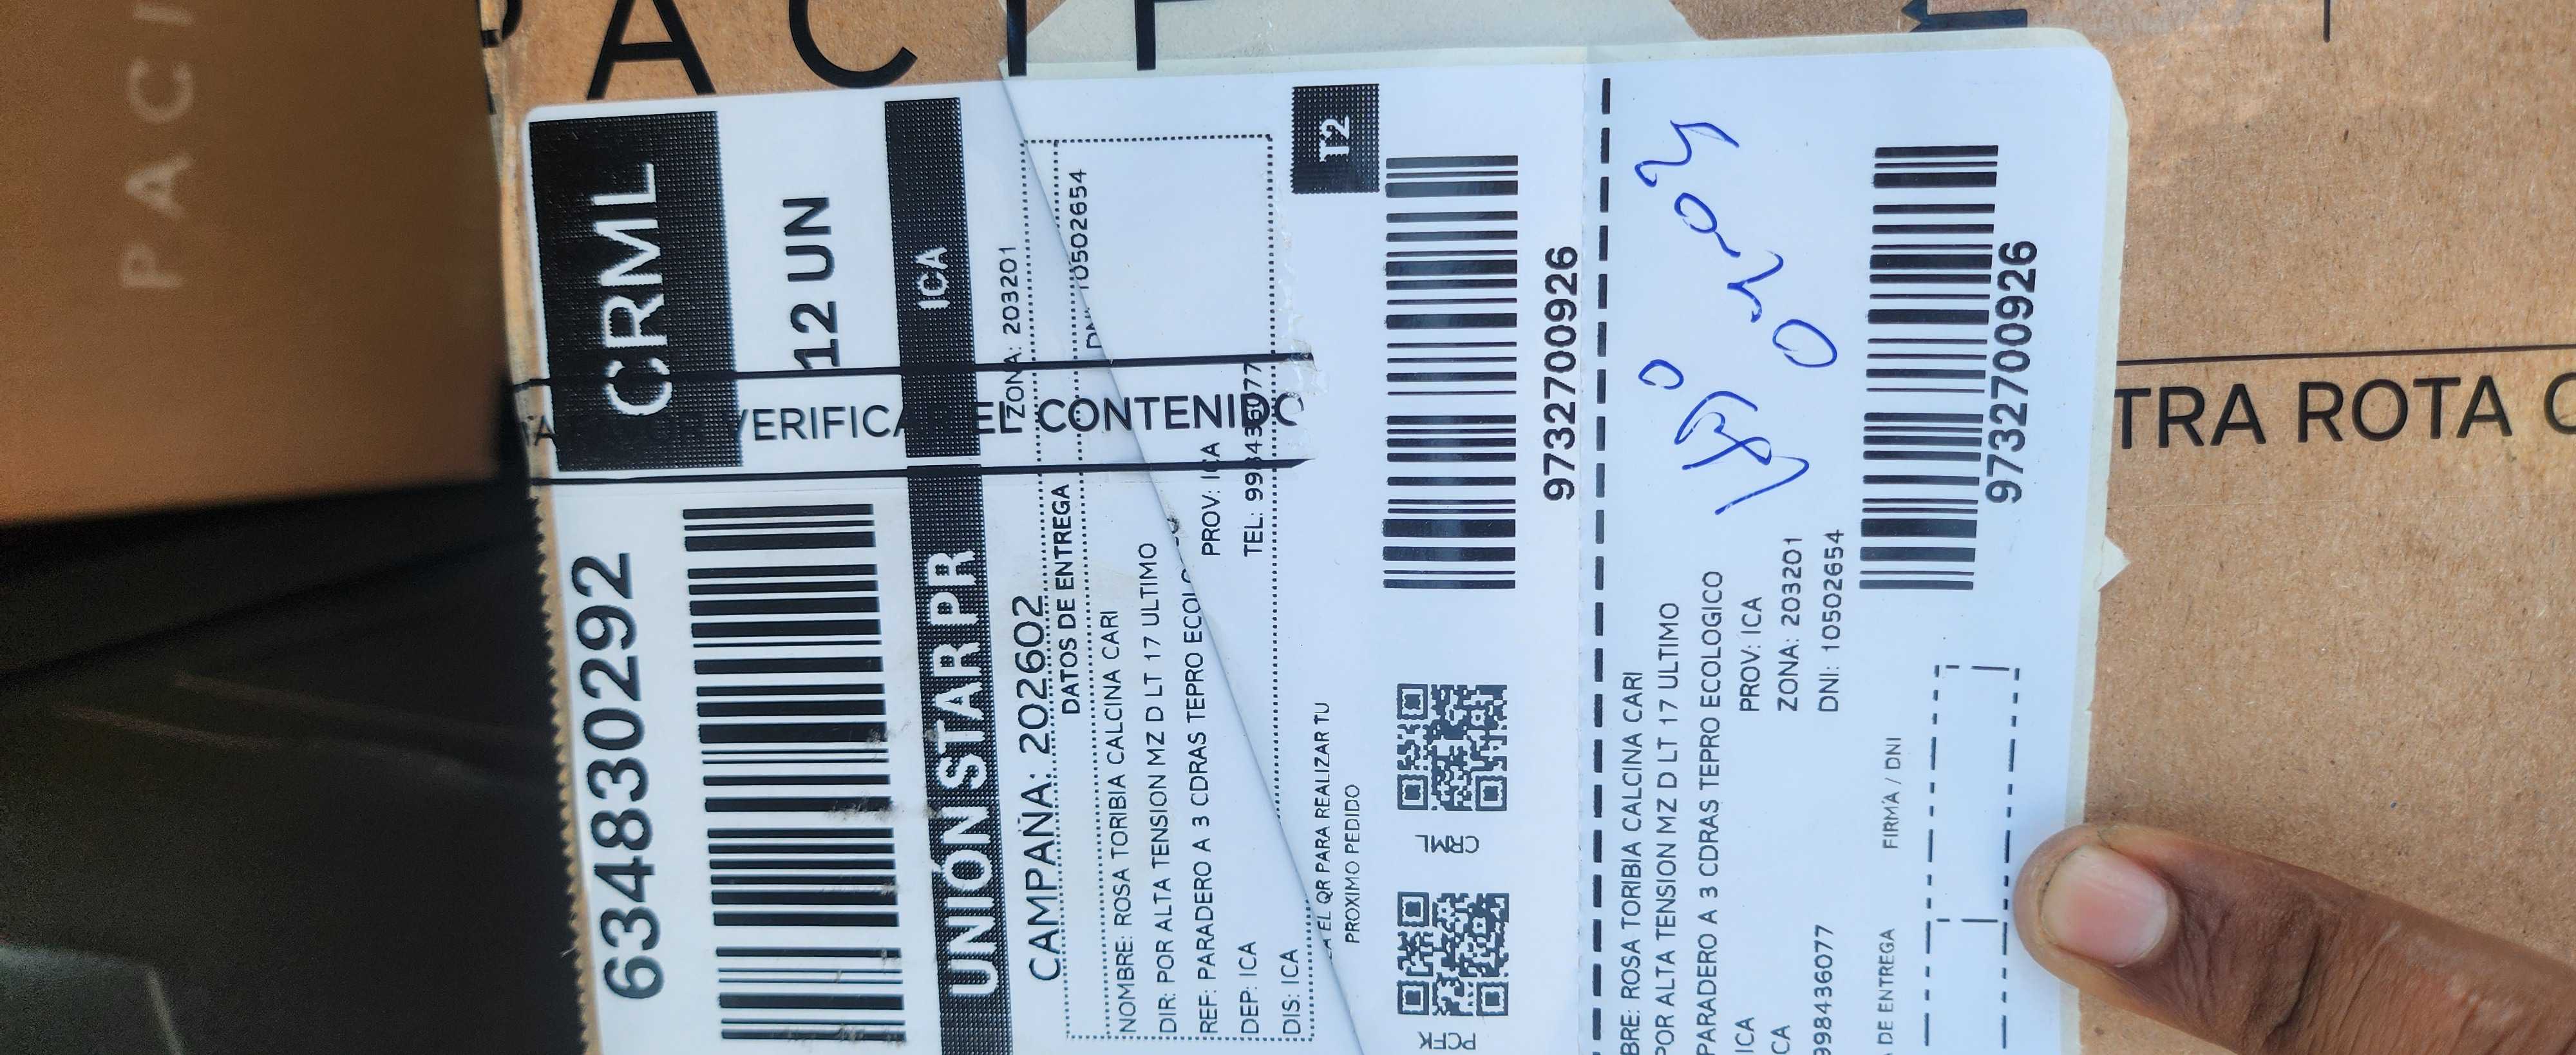 PACIF
CRML
12 UN
VERIFICA EL CONTENIDO
6348302922
UNIÓN STAR PR
ICA
CAMPAÑA: 202602
ZONA: 203201
DATOS DE ENTREGA
NOMBRE: ROSA TORIBIA CALCINA CARI
DNI: 10502654
DIR: POR ALTA TENSION MZ D LT 17 ULTIMO
REF: PARADERO A 3 CDRAS TEPRO ECOL
DEP: ICA
PROV: ICA
DIS: ICA
TEL: 998436077
T2
EL QR PARA REALIZAR TU
PROXIMO PEDIDO
PCFK
CRML
9732700926
BRE: ROSA TORIBIA CALCINA CARI
POR ALTA TENSION MZ D LT 17 ULTIMO
PARADERO A 3 CDRAS TEPRO ECOLOGICO
ICA
PROV: ICA
CA
ZONA: 203201
998436077
DNI: 10502654
DE ENTREGA
FIRMA / DNI
9732700926
TRA ROTA
PACI